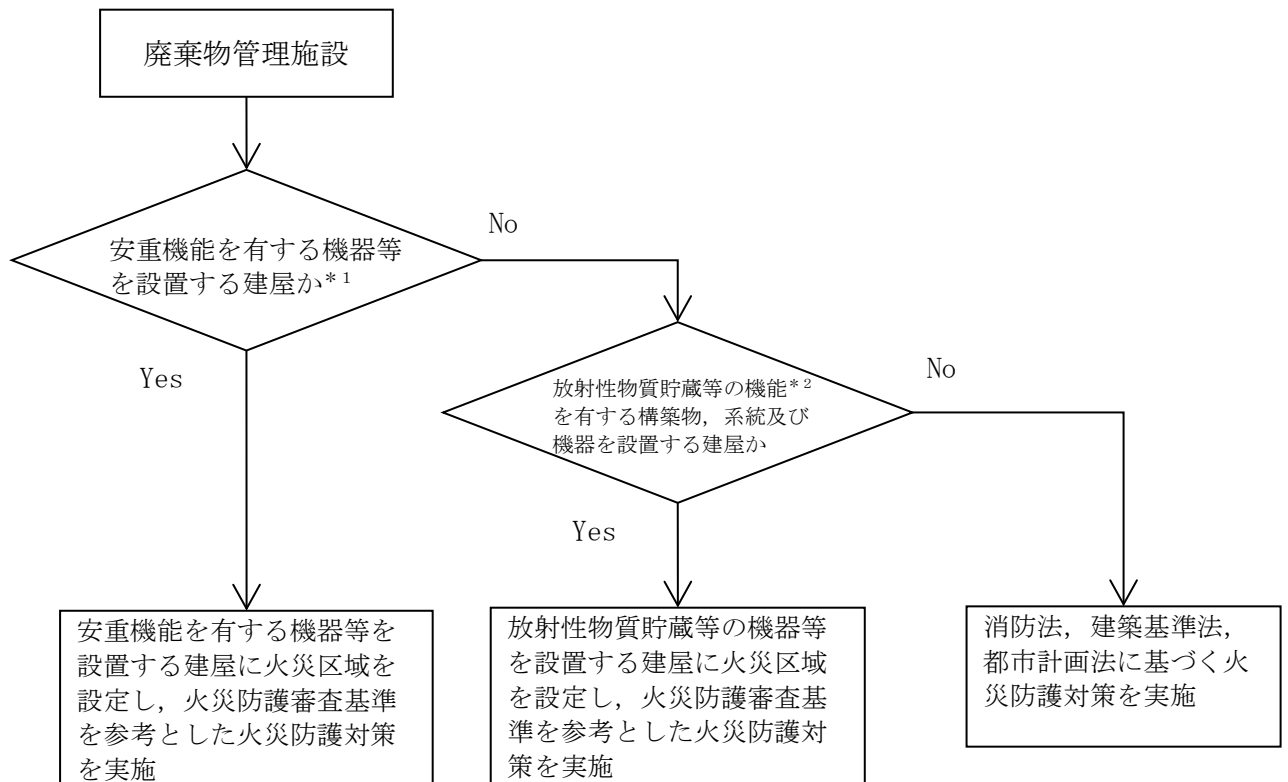 廃棄物管理施設
安重機能を有する機器等
を設置する建屋か*1
No
Yes
放射性物質貯蔵等の機能*2
を有する構築物，系統及び
機器を設置する建屋か
No
Yes
安重機能を有する機器等を
設置する建屋に火災区域を
設定し，火災防護審査基準
を参考とした火災防護対策
を実施
放射性物質貯蔵等の機器等
を設置する建屋に火災区域
を設定し，火災防護審査基
準を参考とした火災防護対
策を実施
消防法，建築基準法，
都市計画法に基づく火
災防護対策を実施